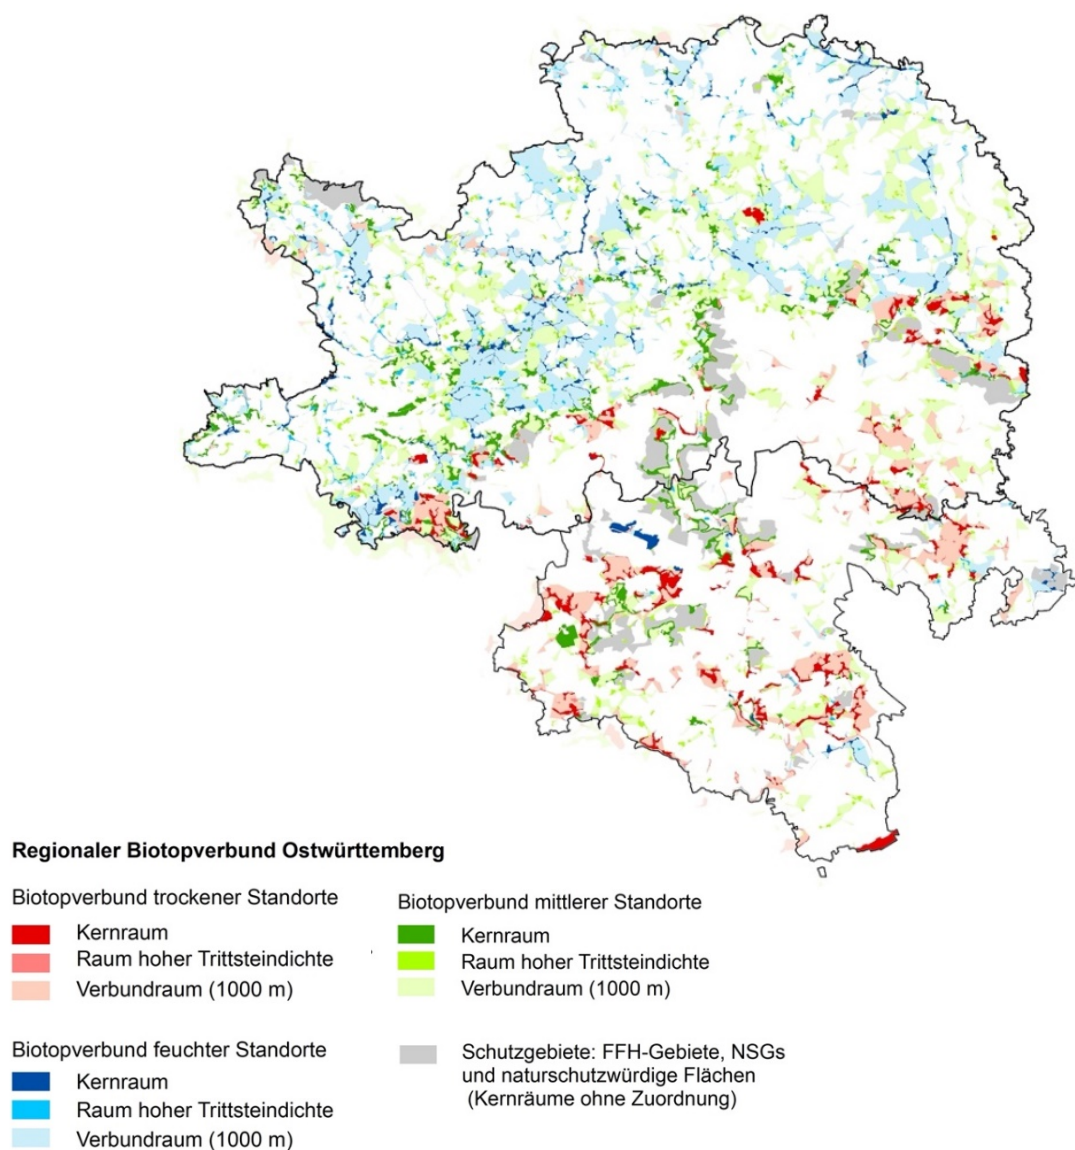 Regionaler Biotopverbund Ostwürttemberg
Biotopverbund trockener Standorte
Kernraum
Raum hoher Trittsteindichte
Verbundraum (1000 m)
Biotopverbund feuchter Standorte
Kernraum
Raum hoher Trittsteindichte
Verbundraum (1000 m)
Biotopverbund mittlerer Standorte
Kernraum
Raum hoher Trittsteindichte
Verbundraum (1000 m)
Schutzgebiete: FFH-Gebiete, NSGs
und naturschutzwürdige Flächen
(Kernräume ohne Zuordnung)